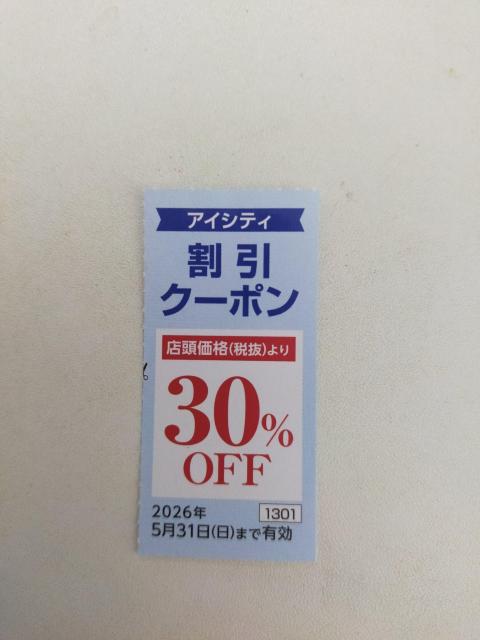 アイシティ
割引
クーポン
店頭価格(税抜)より
30%
OFF
2026年
1301
5月31日(日)まで有効